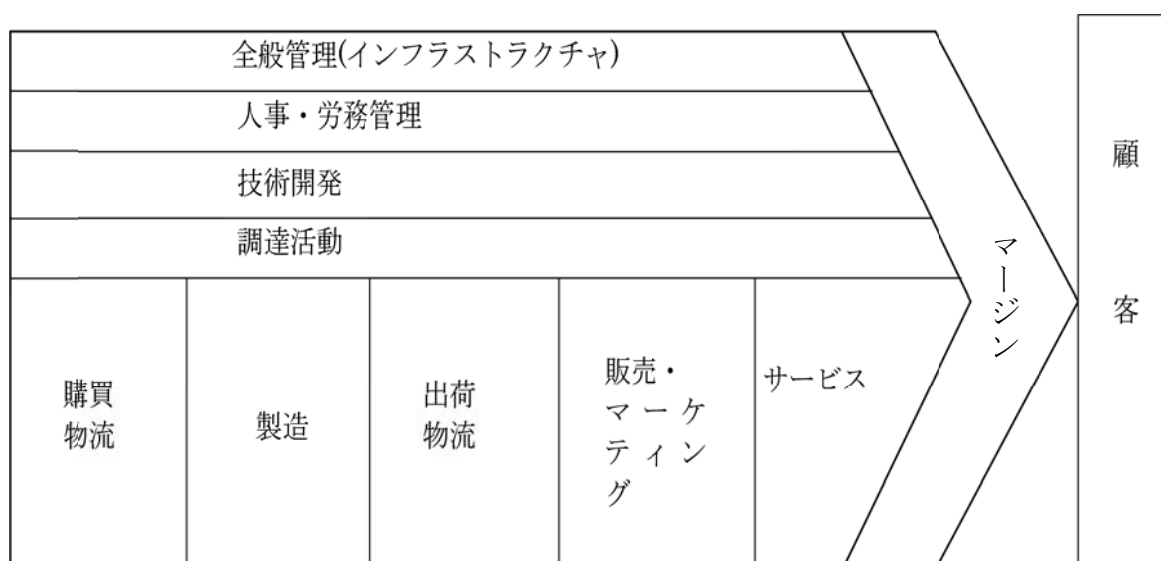 全般管理(インフラストラクチャ)
人事・労務管理
技術開発
調達活動
購買
物流
製造
出荷
物流
販売・
マーケ
ティン
グ
サービス
マージン
顧
客